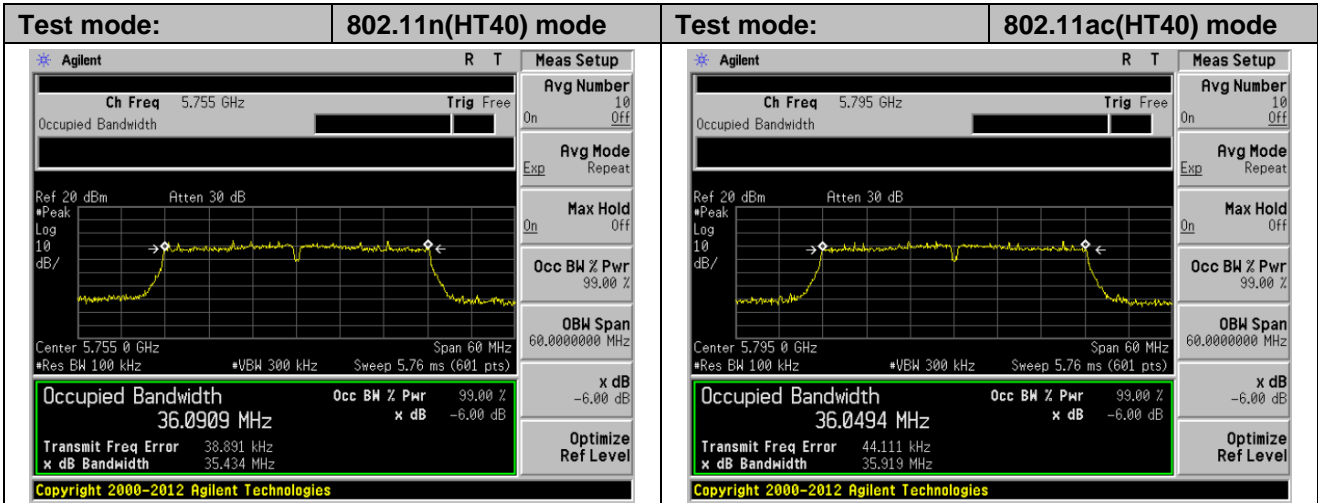 Test mode: 802.11n(HT40) mode Test mode: 802.11ac(HT40) mode
Agilent R T Meas Setup
Ch Freq 5.755 GHz Trig Free
Occupied Bandwidth
Avg Number
10
On Off
Avg Mode
Exp Repeat
Max Hold
On Off
Occ BW % Pwr
99.00 %
OBW Span
60.0000000 MHz
x dB
-6.00 dB
Optimize
Ref Level
Ref 20 dBm Atten 30 dB
#Peak
Log
10
dB/
Center 5.755 0 GHz Span 60 MHz
#Res BW 100 kHz #VBW 300 kHz Sweep 5.76 ms (601 pts)
Occupied Bandwidth Occ BW % Pwr 99.00 %
36.0909 MHz x dB -6.00 dB
Transmit Freq Error 38.891 kHz
x dB Bandwidth 35.434 MHz
Copyright 2000-2012 Agilent Technologies
Agilent R T Meas Setup
Ch Freq 5.795 GHz Trig Free
Occupied Bandwidth
Avg Number
10
On Off
Avg Mode
Exp Repeat
Max Hold
On Off
Occ BW % Pwr
99.00 %
OBW Span
60.0000000 MHz
x dB
-6.00 dB
Optimize
Ref Level
Ref 20 dBm Atten 30 dB
#Peak
Log
10
dB/
Center 5.795 0 GHz Span 60 MHz
#Res BW 100 kHz #VBW 300 kHz Sweep 5.76 ms (601 pts)
Occupied Bandwidth Occ BW % Pwr 99.00 %
36.0494 MHz x dB -6.00 dB
Transmit Freq Error 44.111 kHz
x dB Bandwidth 35.919 MHz
Copyright 2000-2012 Agilent Technologies